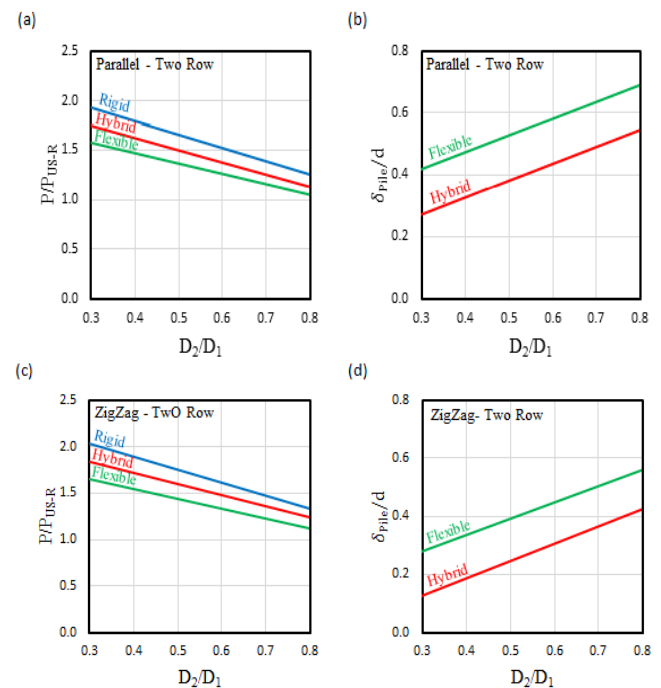 (a)
Parallel - Two Row
2.5
2.0
1.5
1.0
0.5
0.0
P/PUS-R
Rigid
Hybrid
Flexible
0.3 0.4 0.5 0.6 0.7 0.8
D2/D1
(b)
Parallel - Two Row
0.8
0.6
0.4
0.2
0.0
δPile/d
Flexible
Hybrid
0.3 0.4 0.5 0.6 0.7 0.8
D2/D1
(c)
ZigZag - TwO Row
2.5
2.0
1.5
1.0
0.5
0.0
P/PUS-R
Rigid
Hybrid
Flexible
0.3 0.4 0.5 0.6 0.7 0.8
D2/D1
(d)
ZigZag- Two Row
0.8
0.6
0.4
0.2
0.0
δPile/d
Flexible
Hybrid
0.3 0.4 0.5 0.6 0.7 0.8
D2/D1